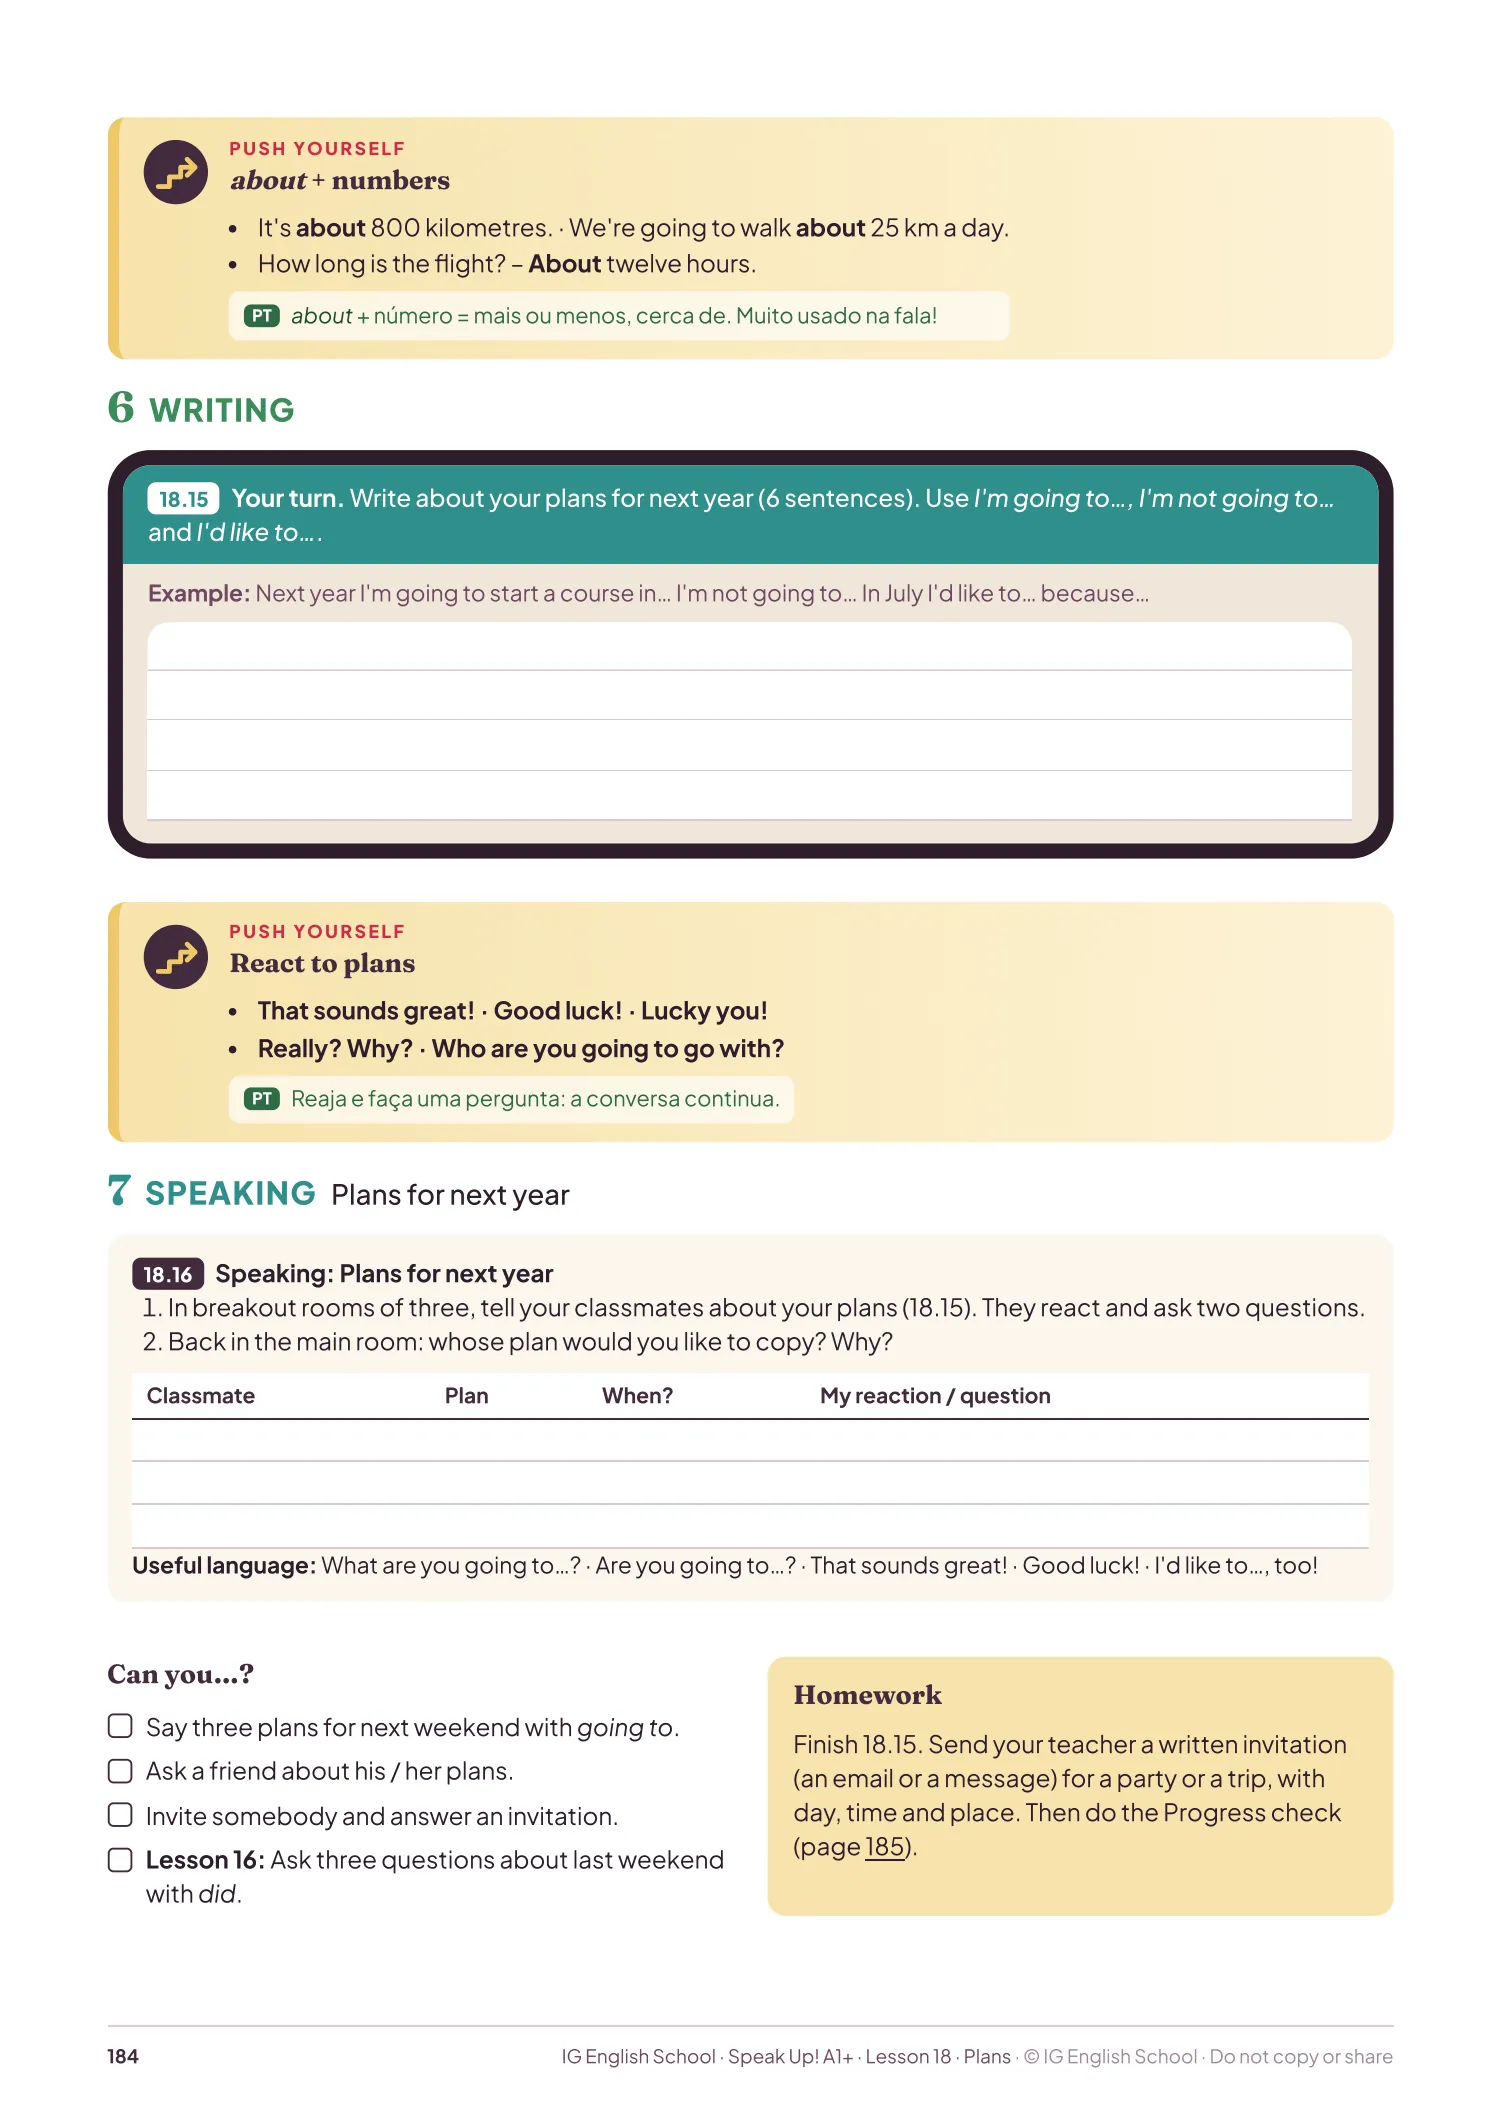 PUSH YOURSELF
about + numbers
• It's about 800 kilometres. · We're going to walk about 25 km a day.
• How long is the flight? – About twelve hours.
PT about + número = mais ou menos, cerca de. Muito usado na fala!
6 WRITING
18.15 Your turn. Write about your plans for next year (6 sentences). Use I'm going to…, I'm not going to…
and I'd like to….
Example: Next year I'm going to start a course in… I'm not going to… In July I'd like to… because…
PUSH YOURSELF
React to plans
• That sounds great! · Good luck! · Lucky you!
• Really? Why? · Who are you going to go with?
PT Reaja e faça uma pergunta: a conversa continua.
7 SPEAKING Plans for next year
18.16 Speaking: Plans for next year
1. In breakout rooms of three, tell your classmates about your plans (18.15). They react and ask two questions.
2. Back in the main room: whose plan would you like to copy? Why?
Classmate Plan When? My reaction / question
Useful language: What are you going to…? · Are you going to…? · That sounds great! · Good luck! · I'd like to…, too!
Can you…?
Say three plans for next weekend with going to.
Ask a friend about his / her plans.
Invite somebody and answer an invitation.
Lesson 16: Ask three questions about last weekend
with did.
Homework
Finish 18.15. Send your teacher a written invitation
(an email or a message) for a party or a trip, with
day, time and place. Then do the Progress check
(page 185).
184 IG English School · Speak Up! A1+ · Lesson 18 · Plans · © IG English School · Do not copy or share